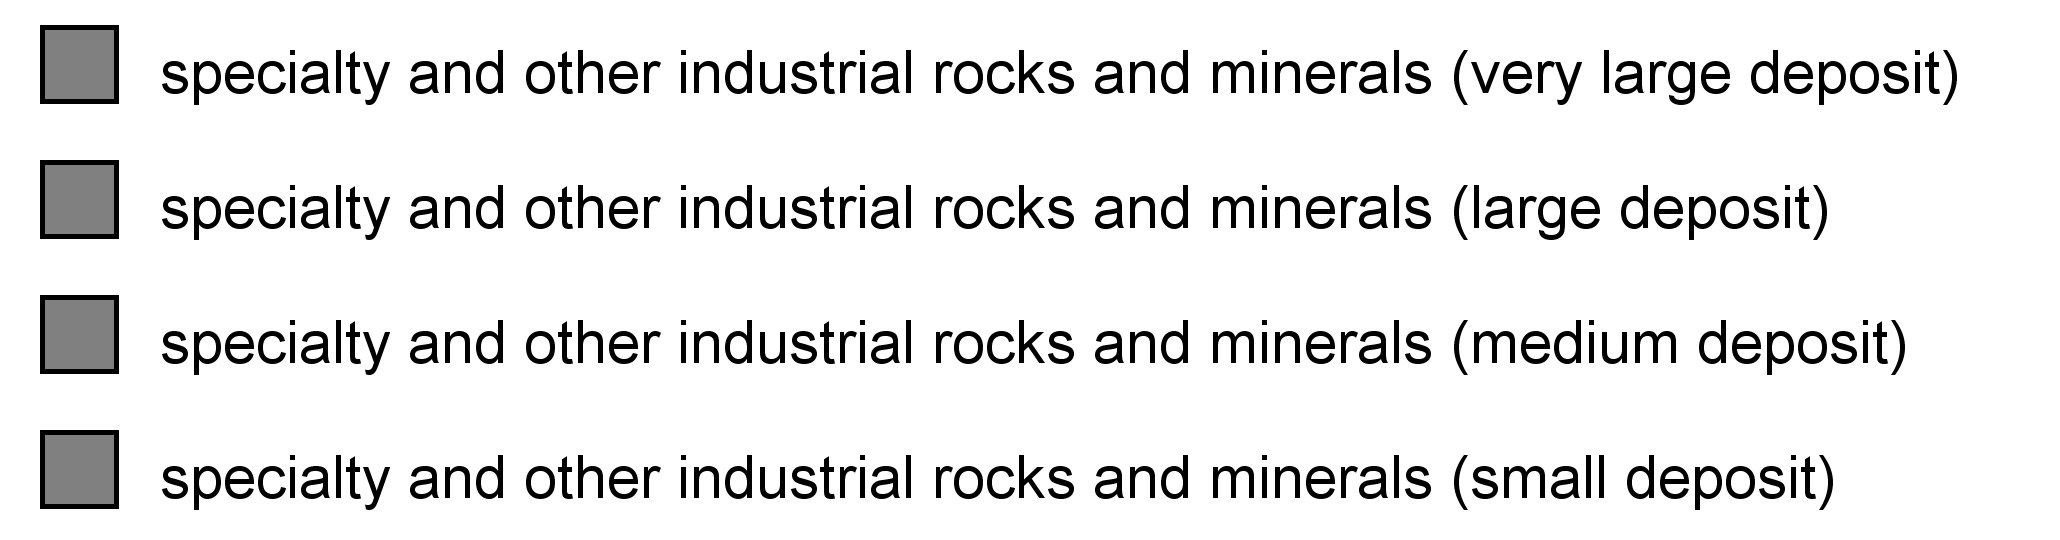 specialty and other industrial rocks and minerals (very large deposit)
specialty and other industrial rocks and minerals (large deposit)
specialty and other industrial rocks and minerals (medium deposit)
specialty and other industrial rocks and minerals (small deposit)